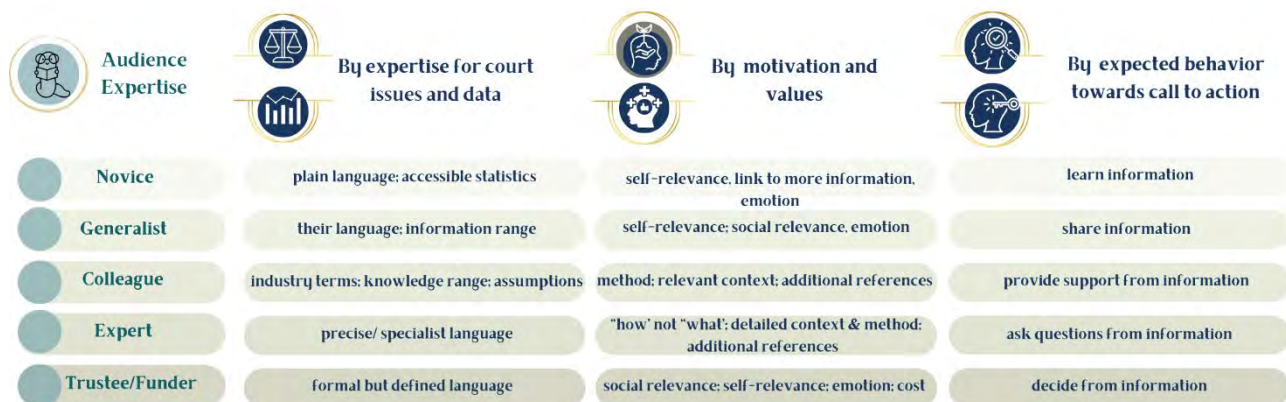 Audience
Expertise
By expertise for court
issues and data
By motivation and
values
By expected behavior
towards call to action
Novice
plain language; accessible statistics
self-relevance, link to more information,
emotion
learn information
Generalist
their language; information range
self-relevance; social relevance, emotion
share information
Colleague
industry terms; knowledge range; assumptions
method; relevant context; additional references
provide support from information
Expert
precise/ specialist language
"how" not "what"; detailed context & method;
additional references
ask questions from information
Trustee/Funder
formal but defined language
social relevance; self-relevance; emotion; cost
decide from information